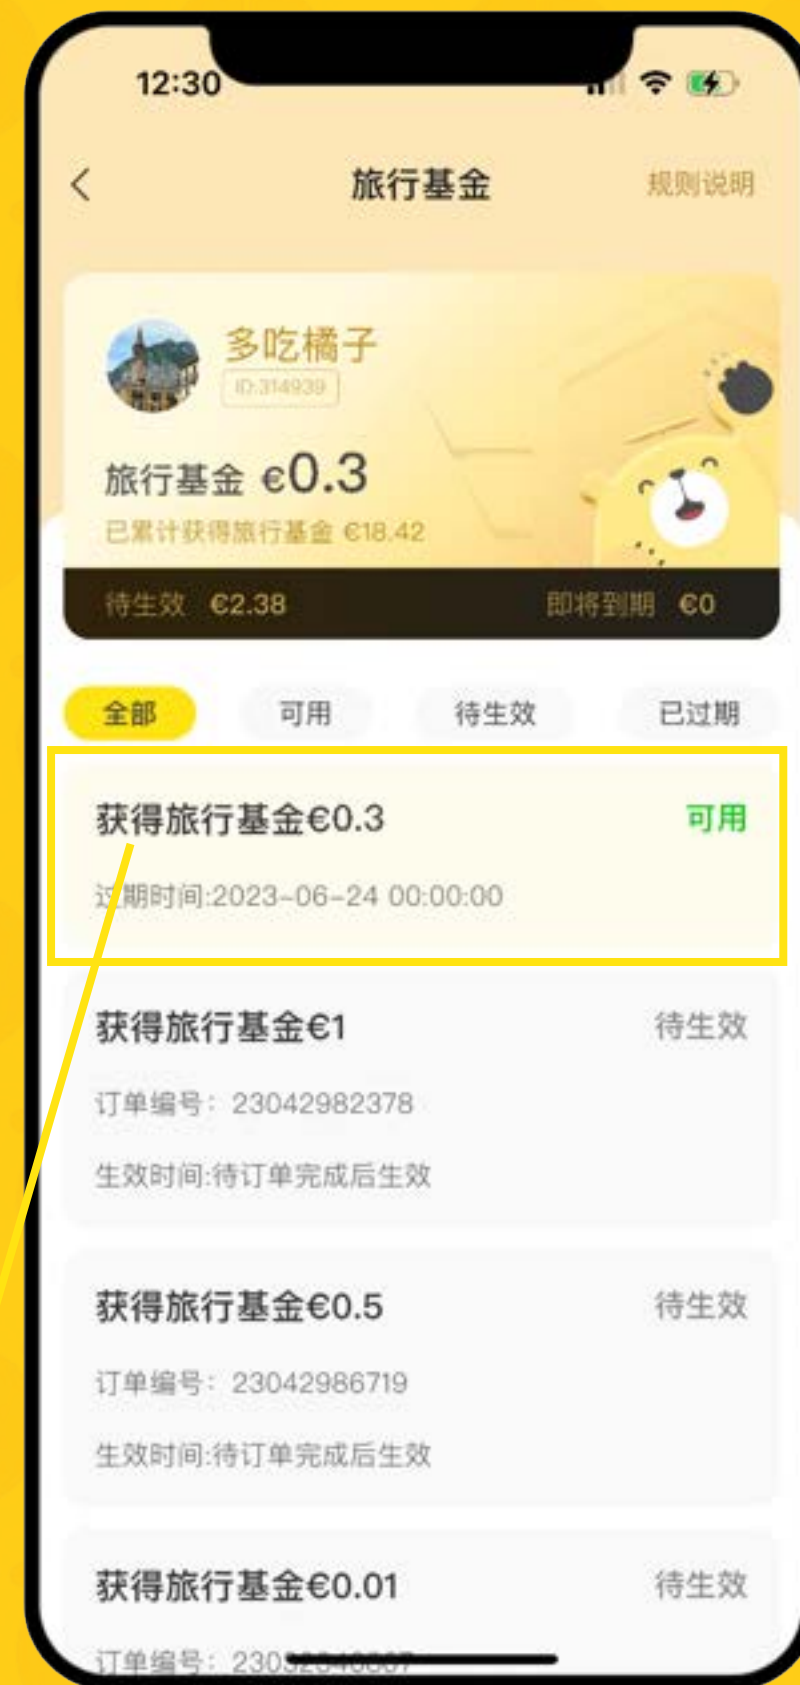 12:30
旅行基金
规则说明
多吃橘子
ID:314939
旅行基金 €0.3
已累计获得旅行基金 €18.42
待生效 €2.38
即将到期 €0
全部
可用
待生效
已过期
获得旅行基金€0.3
可用
过期时间:2023-06-24 00:00:00
获得旅行基金€1
待生效
订单编号：23042982378
生效时间:待订单完成后生效
获得旅行基金€0.5
待生效
订单编号：23042986719
生效时间:待订单完成后生效
获得旅行基金€0.01
待生效
订单编号：